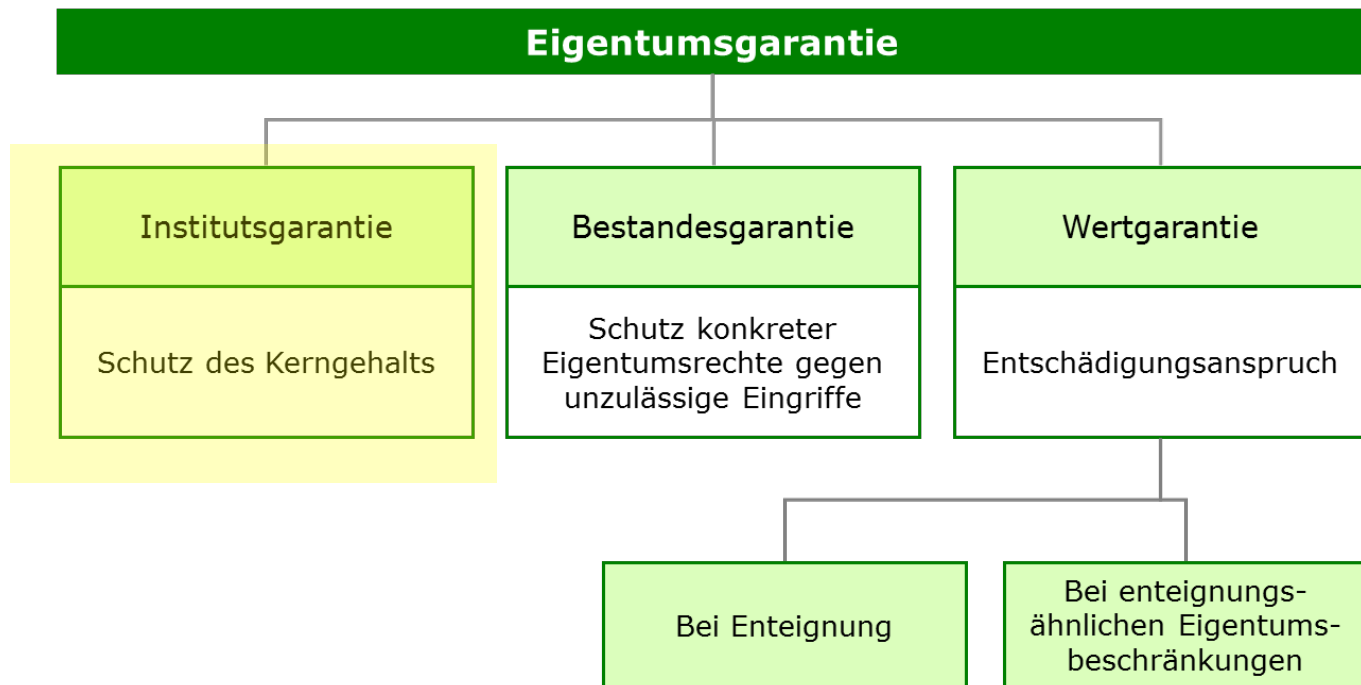 Eigentumsgarantie
Institutsgarantie
Schutz des Kerngehalts
Bestandesgarantie
Schutz konkreter
Eigentumsrechte gegen
unzulässige Eingriffe
Wertgarantie
Entschädigungsanspruch
Bei Enteignung
Bei enteignungs-
ähnlichen Eigentums-
beschränkungen